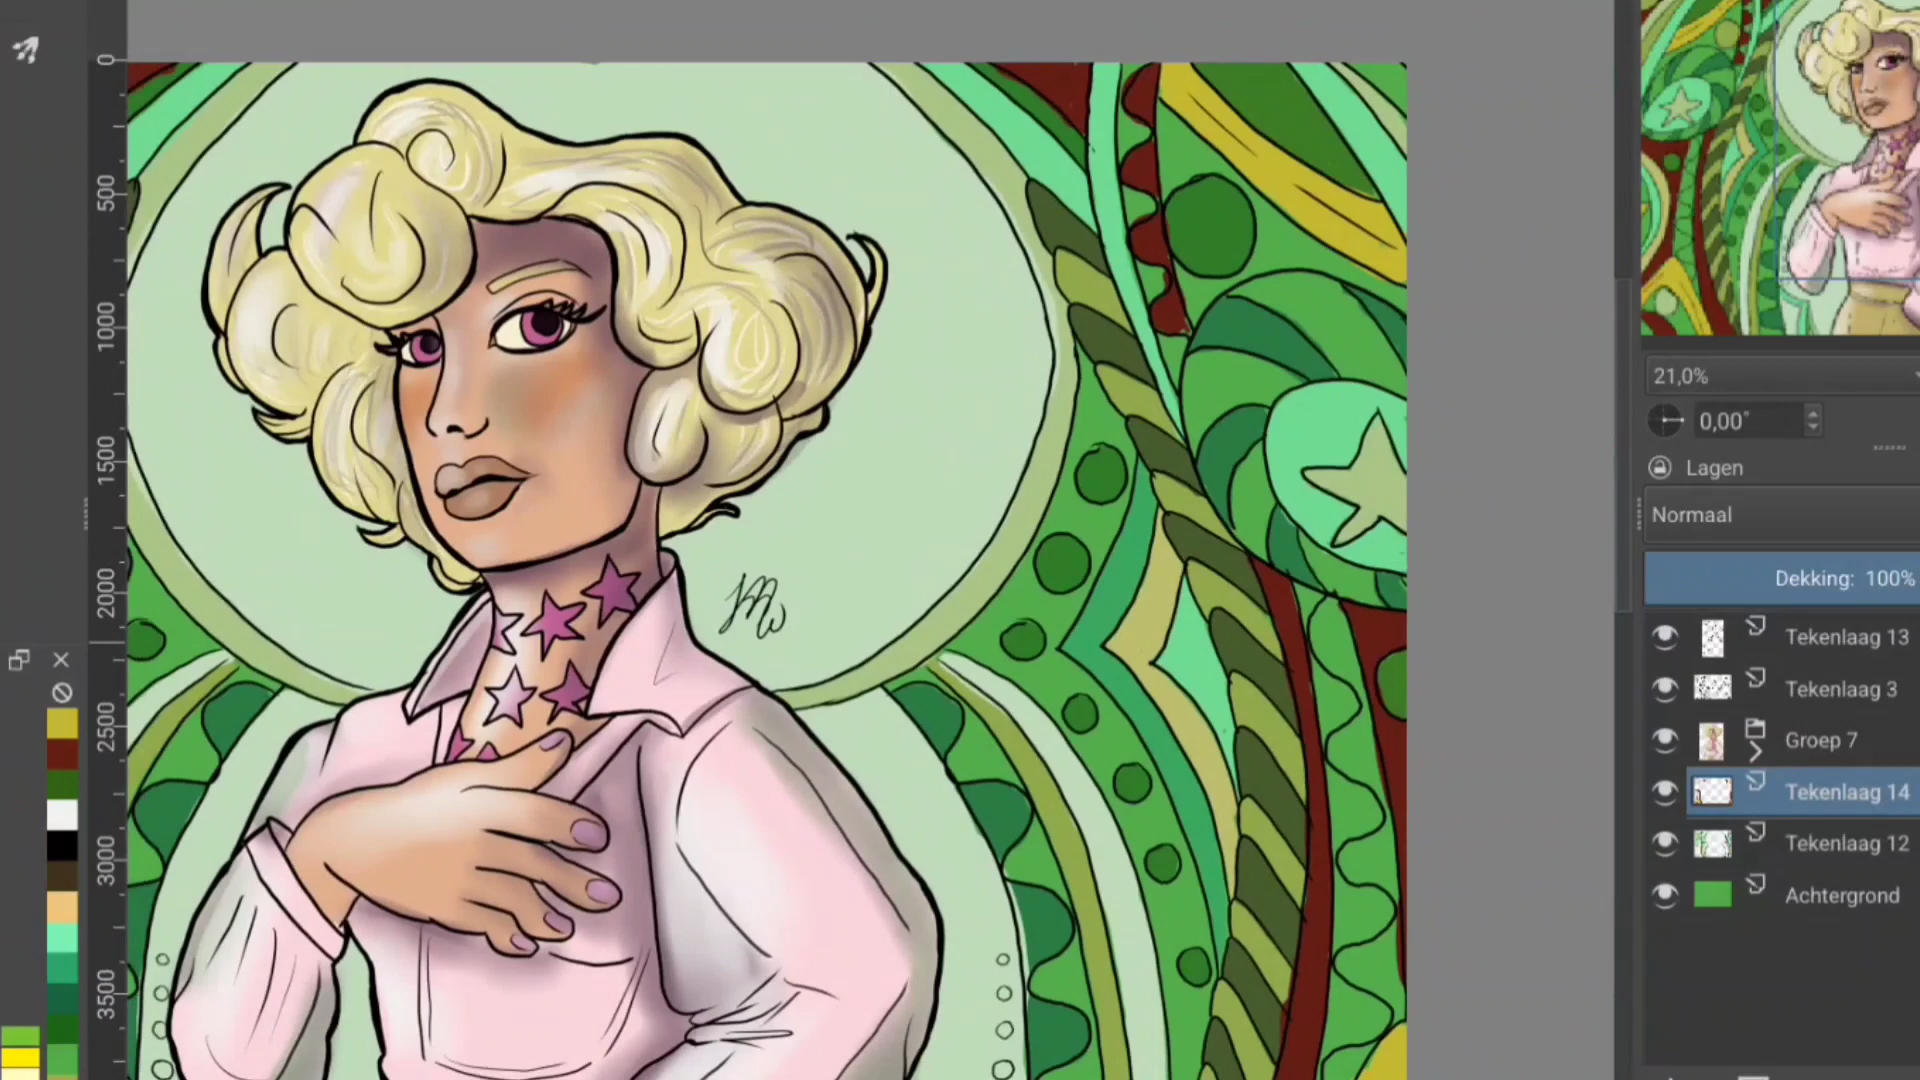 0
500
1000
1500
2000
2500
3000
3500
21,0%
0,00°
Lagen
Normaal
Dekking: 100%
Tekenlaag 13
Tekenlaag 3
Groep 7
Tekenlaag 14
Tekenlaag 12
Achtergrond